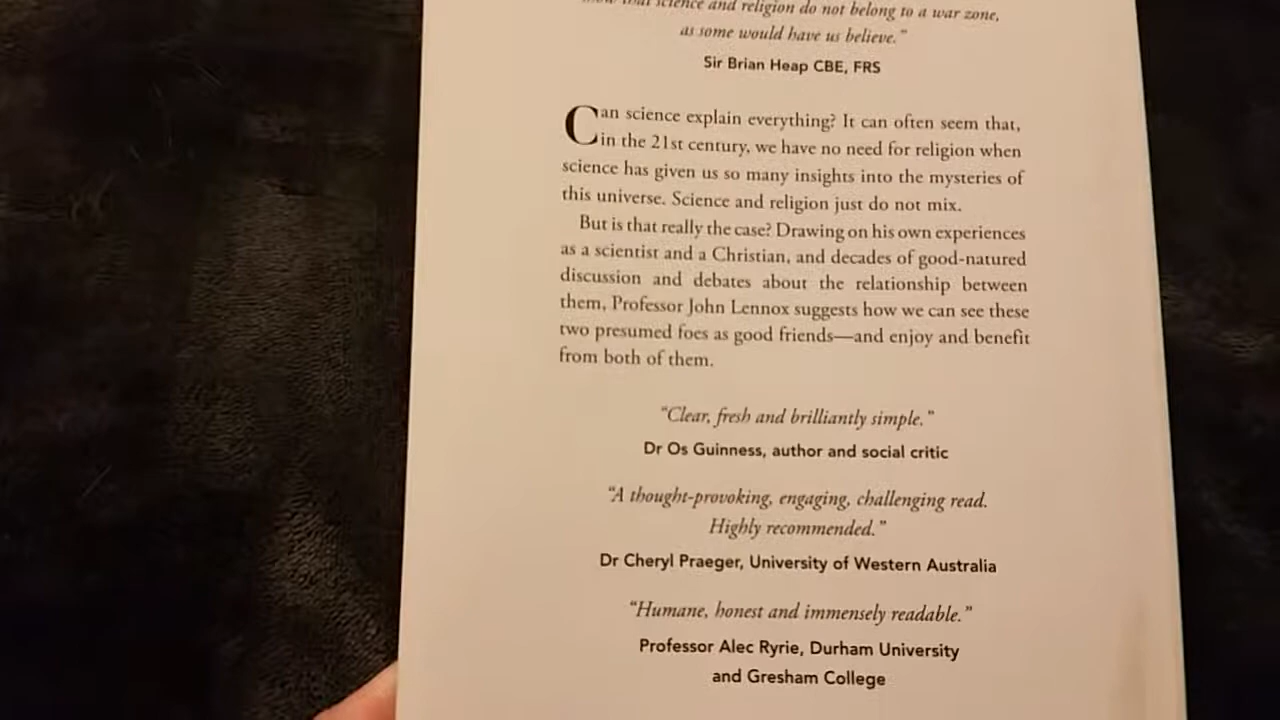 that science and religion do not belong to a war zone,
as some would have us believe.”
Sir Brian Heap CBE, FRS
Can science explain everything? It can often seem that,
in the 21st century, we have no need for religion when
science has given us so many insights into the mysteries of
this universe. Science and religion just do not mix.
But is that really the case? Drawing on his own experiences
as a scientist and a Christian, and decades of good-natured
discussion and debates about the relationship between
them, Professor John Lennox suggests how we can see these
two presumed foes as good friends—and enjoy and benefit
from both of them.
“Clear, fresh and brilliantly simple.”
Dr Os Guinness, author and social critic
“A thought-provoking, engaging, challenging read.
Highly recommended.”
Dr Cheryl Praeger, University of Western Australia
“Humane, honest and immensely readable.”
Professor Alec Ryrie, Durham University
and Gresham College